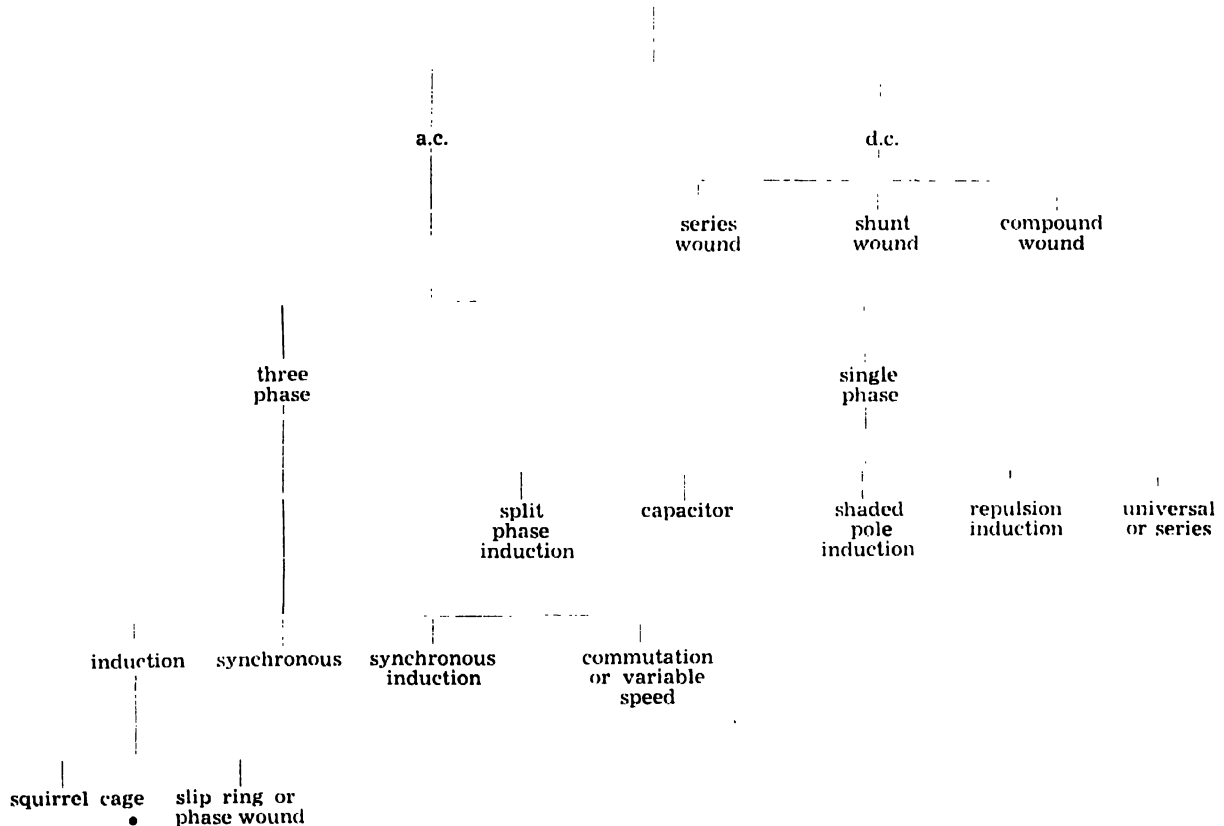 a.c.
d.c.
series
wound
shunt
wound
compound
wound
three
phase
single
phase
split
phase
induction
capacitor
shaded
pole
induction
repulsion
induction
universal
or series
induction
synchronous
synchronous
induction
commutation
or variable
speed
squirrel cage
slip ring or
phase wound